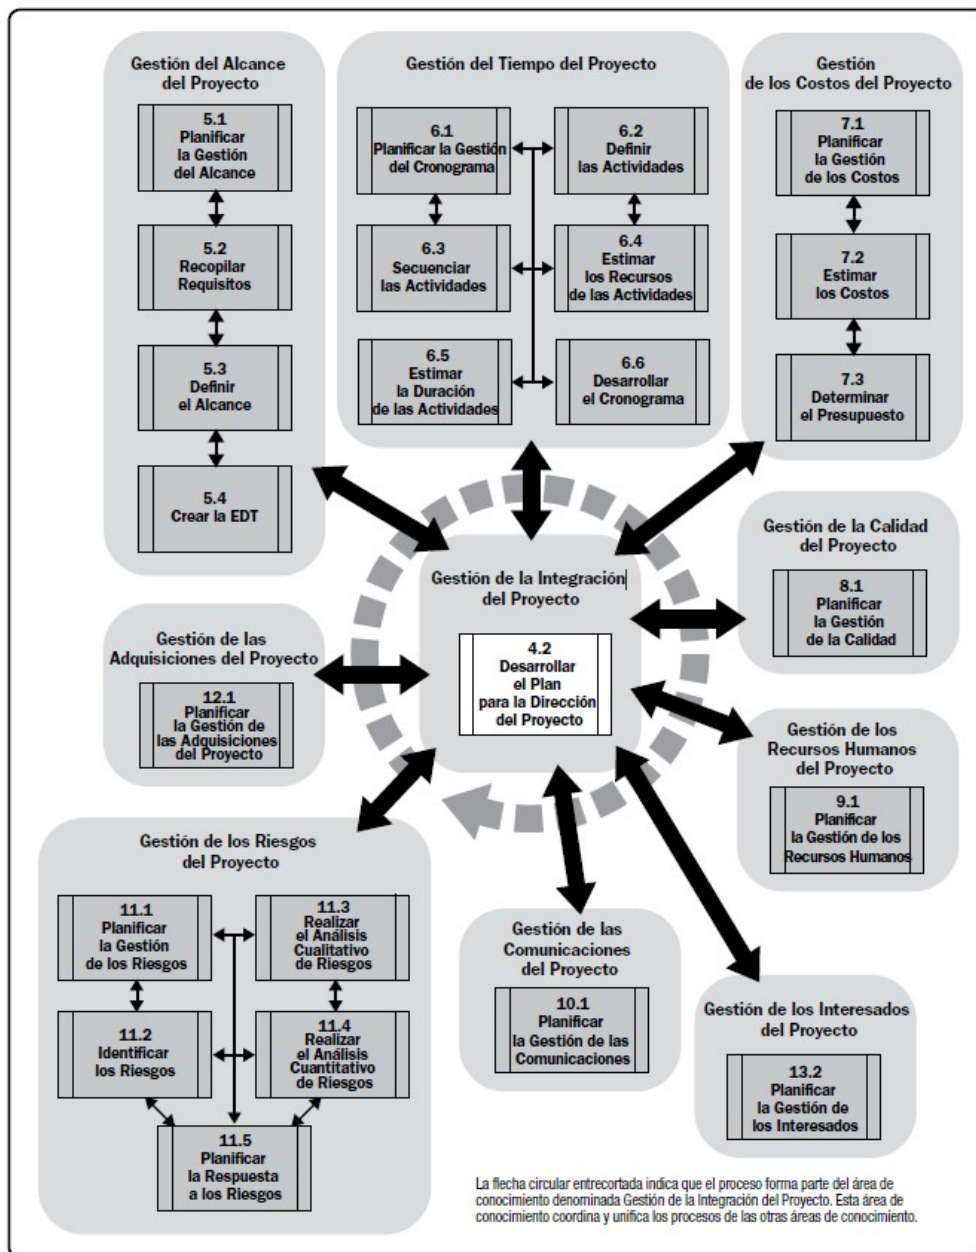 Gestión del Alcance
del Proyecto
5.1
Planificar
la Gestión
del Alcance
5.2
Recopilar
Requisitos
5.3
Definir
el Alcance
5.4
Crear la EDT
Gestión del Tiempo del Proyecto
6.1
Planificar la Gestión
del Cronograma
6.2
Definir
las Actividades
6.3
Secuenciar
las Actividades
6.4
Estimar
los Recursos
de las Actividades
6.5
Estimar
la Duración
de las Actividades
6.6
Desarrollar
el Cronograma
Gestión
de los Costos del Proyecto
7.1
Planificar
la Gestión
de los Costos
7.2
Estimar
los Costos
7.3
Determinar
el Presupuesto
Gestión de la Integración
del Proyecto
4.2
Desarrollar
el Plan
para la Dirección
del Proyecto
Gestión de la Calidad
del Proyecto
8.1
Planificar
la Gestión
de la Calidad
Gestión de las
Adquisiciones del Proyecto
12.1
Planificar
la Gestión de
las Adquisiciones
del Proyecto
Gestión de los
Recursos Humanos
del Proyecto
9.1
Planificar
la Gestión de los
Recursos Humanos
Gestión de los Riesgos
del Proyecto
11.1
Planificar
la Gestión
de los Riesgos
11.3
Realizar
el Análisis
Cualitativo
de Riesgos
11.2
Identificar
los Riesgos
11.4
Realizar
el Análisis
Cuantitativo
de Riesgos
11.5
Planificar
la Respuesta
a los Riesgos
Gestión de las
Comunicaciones
del Proyecto
10.1
Planificar
la Gestión de las
Comunicaciones
Gestión de los Interesados
del Proyecto
13.2
Planificar
la Gestión de
los Interesados
La flecha circular entrecortada indica que el proceso forma parte del área de
conocimiento denominada Gestión de la Integración del Proyecto. Esta área de
conocimiento coordina y unifica los procesos de las otras áreas de conocimiento.